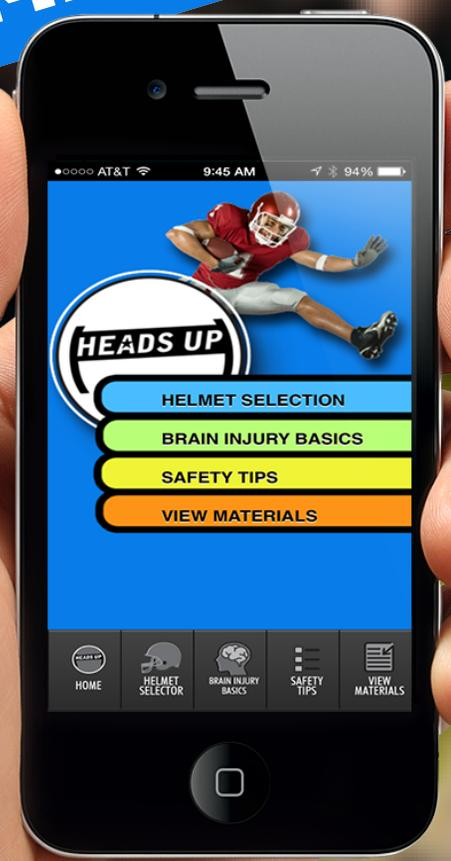 AT&T 9:45 AM 94%
HEADS UP
HELMET SELECTION
BRAIN INJURY BASICS
SAFETY TIPS
VIEW MATERIALS
HEADS UP
HOME
HELMET
SELECTOR
BRAIN INJURY
BASICS
SAFETY
TIPS
VIEW
MATERIALS